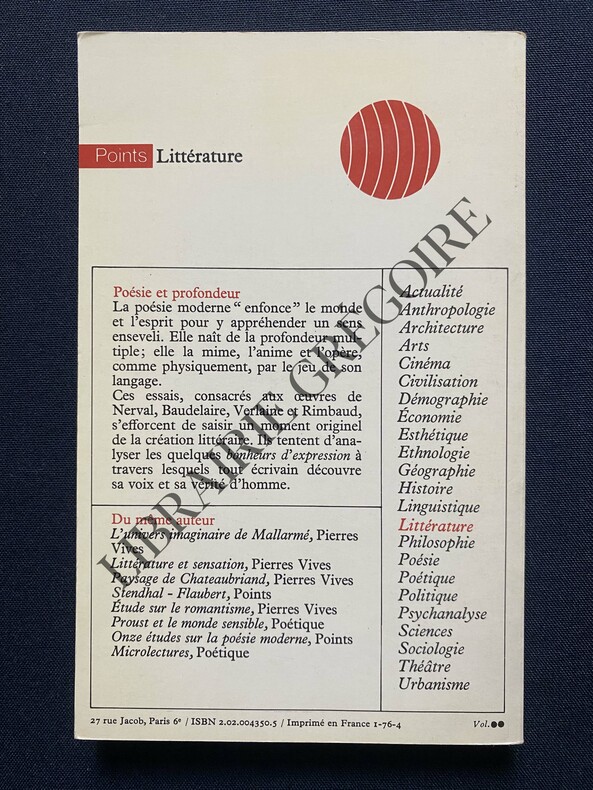 Points Littérature
Poésie et profondeur
La poésie moderne “enfonce” le monde
et l'esprit pour y appréhender un sens
enseveli. Elle naît de la profondeur mul-
tiple; elle la mime, l'anime et l'opère,
comme physiquement, par le jeu de son
langage.
Ces essais, consacrés aux œuvres de
Nerval, Baudelaire, Verlaine et Rimbaud,
s'efforcent de saisir un moment originel
de la création littéraire. Ils tentent d'ana-
lyser les quelques bonheurs d'expression à
travers lesquels tout écrivain découvre
sa voix et sa vérité d'homme.
Du même auteur
L'univers imaginaire de Mallarmé, Pierres
Vives
Littérature et sensation, Pierres Vives
Paysage de Chateaubriand, Pierres Vives
Stendhal - Flaubert, Points
Étude sur le romantisme, Pierres Vives
Proust et le monde sensible, Poétique
Onze études sur la poésie moderne, Points
Microlectures, Poétique
Actualité
Anthropologie
Architecture
Arts
Cinéma
Civilisation
Démographie
Économie
Esthétique
Ethnologie
Géographie
Histoire
Linguistique
Littérature
Philosophie
Poésie
Poétique
Politique
Psychanalyse
Sciences
Sociologie
Théâtre
Urbanisme
27 rue Jacob, Paris 6e / ISBN 2.02.004350.5 / Imprimé en France 1-76-4
Vol.●●
LIBRAIRIE GRÉGOIRE